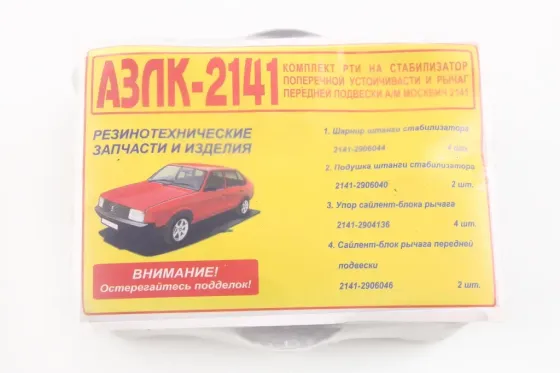 АЗЛК-2141
КОМПЛЕКТ РТИ НА СТАБИЛИЗАТОР
ПОПЕРЕЧНОЙ УСТОЙЧИВАСТИ И РЫЧАГ
ПЕРЕДНЕЙ ПОДВЕСКИ А/М МОСКВИЧ 2141
РЕЗИНОТЕХНИЧЕСКИЕ
ЗАПЧАСТИ И ИЗДЕЛИЯ
1. Шарнир штанги стабилизатора
2141-2906044 4 шт.
2. Подушка штанги стабилизатора
2141-2906040 2 шт.
3. Упор сайлент-блока рычага
2141-2904136 4 шт.
4. Сайлент-блок рычага передней
подвески
2141-2906046 2 шт.
ВНИМАНИЕ!
Остерегайтесь подделок!